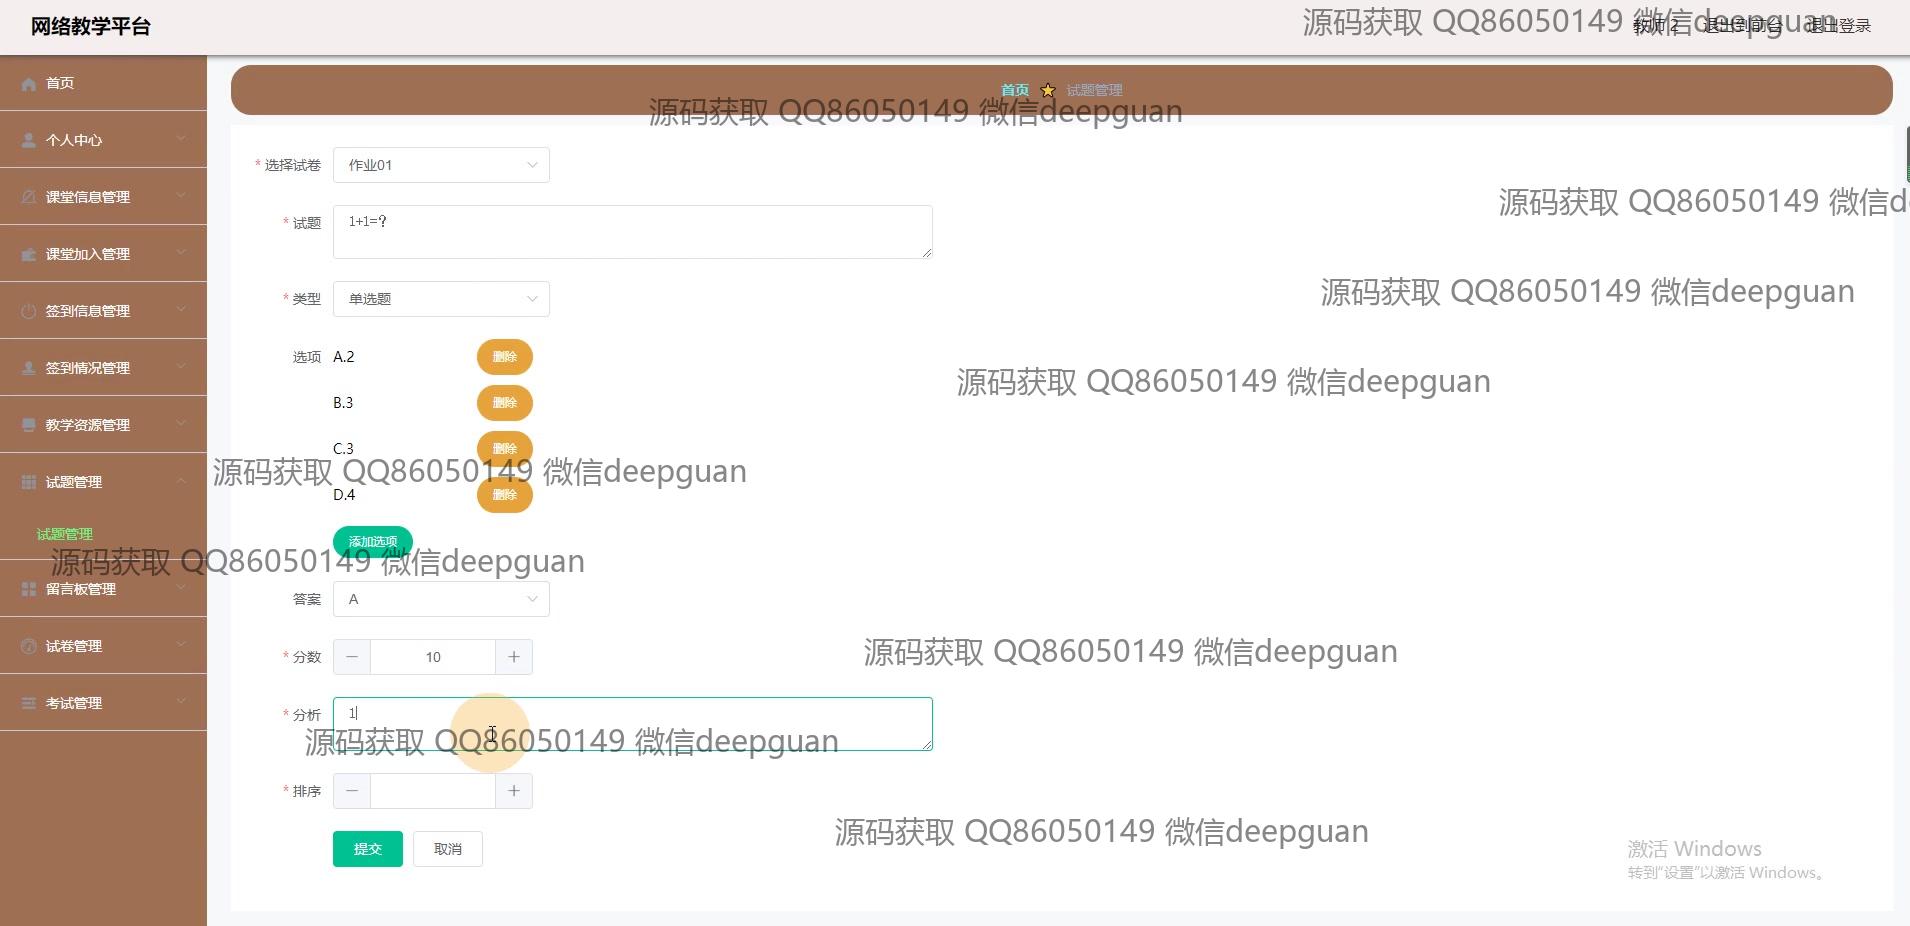 网络教学平台
源码获取 QQ86050149 微信deepguan
教师 2 退出到前台 退出登录
首页
个人中心
课堂信息管理
课堂加入管理
签到信息管理
签到情况管理
教学资源管理
试题管理
试题管理
留言板管理
试卷管理
考试管理
首页 试题管理
源码获取 QQ86050149 微信deepguan
* 选择试卷 作业01
源码获取 QQ86050149 微信d
* 试题 1+1=?
* 类型 单选题
源码获取 QQ86050149 微信deepguan
选项 A.2 删除
源码获取 QQ86050149 微信deepguan
B.3 删除
C.3 删除
源码获取 QQ86050149 微信deepguan
D.4 删除
添加选项
源码获取 QQ86050149 微信deepguan
答案 A
* 分数 10
源码获取 QQ86050149 微信deepguan
* 分析 1
源码获取 QQ86050149 微信deepguan
* 排序
源码获取 QQ86050149 微信deepguan
提交 取消
激活 Windows
转到“设置”以激活 Windows。